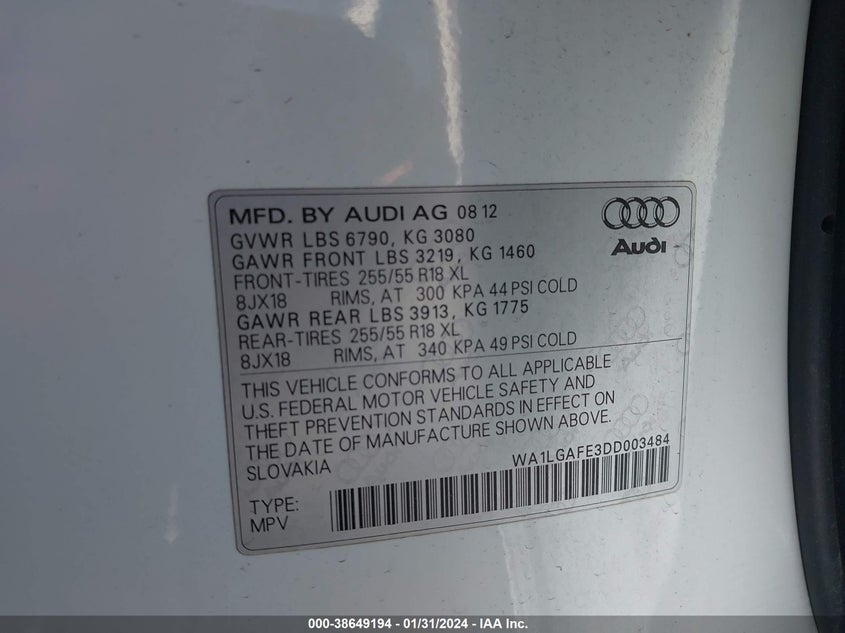 MFD. BY AUDI AG 08 12
Audi
GVWR LBS 6790, KG 3080
GAWR FRONT LBS 3219, KG 1460
FRONT-TIRES 255/55 R18 XL
8JX18 RIMS, AT 300 KPA 44 PSI COLD
GAWR REAR LBS 3913, KG 1775
REAR-TIRES 255/55 R18 XL
8JX18 RIMS, AT 340 KPA 49 PSI COLD
THIS VEHICLE CONFORMS TO ALL APPLICABLE
U.S. FEDERAL MOTOR VEHICLE SAFETY AND
THEFT PREVENTION STANDARDS IN EFFECT ON
THE DATE OF MANUFACTURE SHOWN ABOVE.
SLOVAKIA
WA1LGAFE3DD003484
TYPE:
MPV
000-38649194 - 01/31/2024 - IAA Inc.